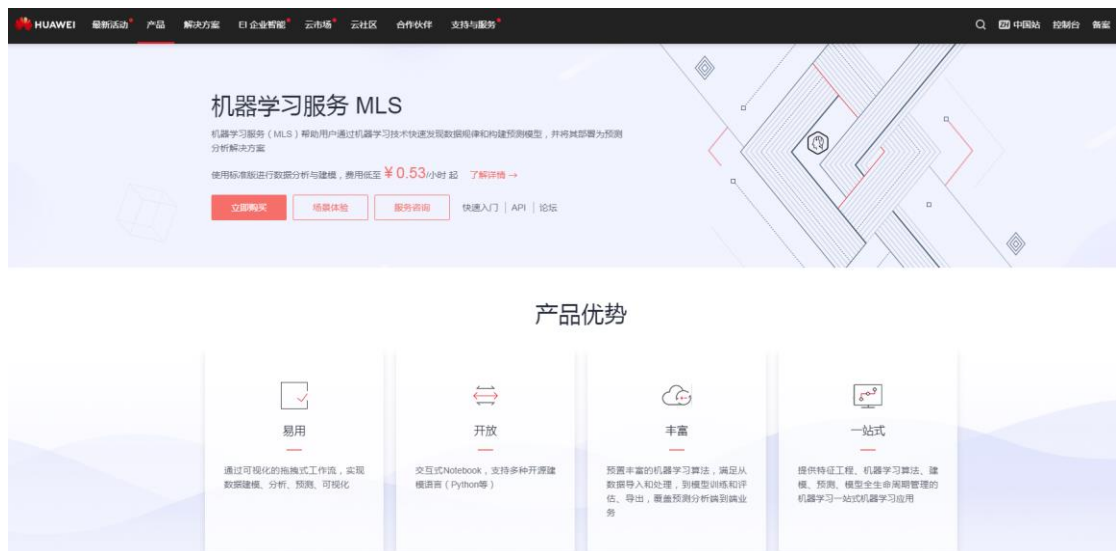 HUAWEI 最新活动 产品 解决方案 EI 企业智能 云市场 云社区 合作伙伴 支持与服务 ZH 中国站 控制台 备案
机器学习服务 MLS
机器学习服务（MLS）帮助用户通过机器学习技术快速发现数据规律和构建预测模型，并将其部署为预测
分析解决方案
使用标准版进行数据分析与建模，费用低至 ¥ 0.53/小时 起 了解详情 →
立即购买 场景体验 服务咨询 快速入门 | API | 论坛
产品优势
易用
通过可视化的拖拽式工作流，实现
数据建模、分析、预测、可视化
开放
交互式Notebook，支持多种开源建
模语言（Python等）
丰富
预置丰富的机器学习算法，满足从
数据导入和处理，到模型训练和评
估、导出，覆盖预测分析端到端业
务
一站式
提供特征工程、机器学习算法、建
模、预测、模型全生命周期管理的
机器学习一站式机器学习应用